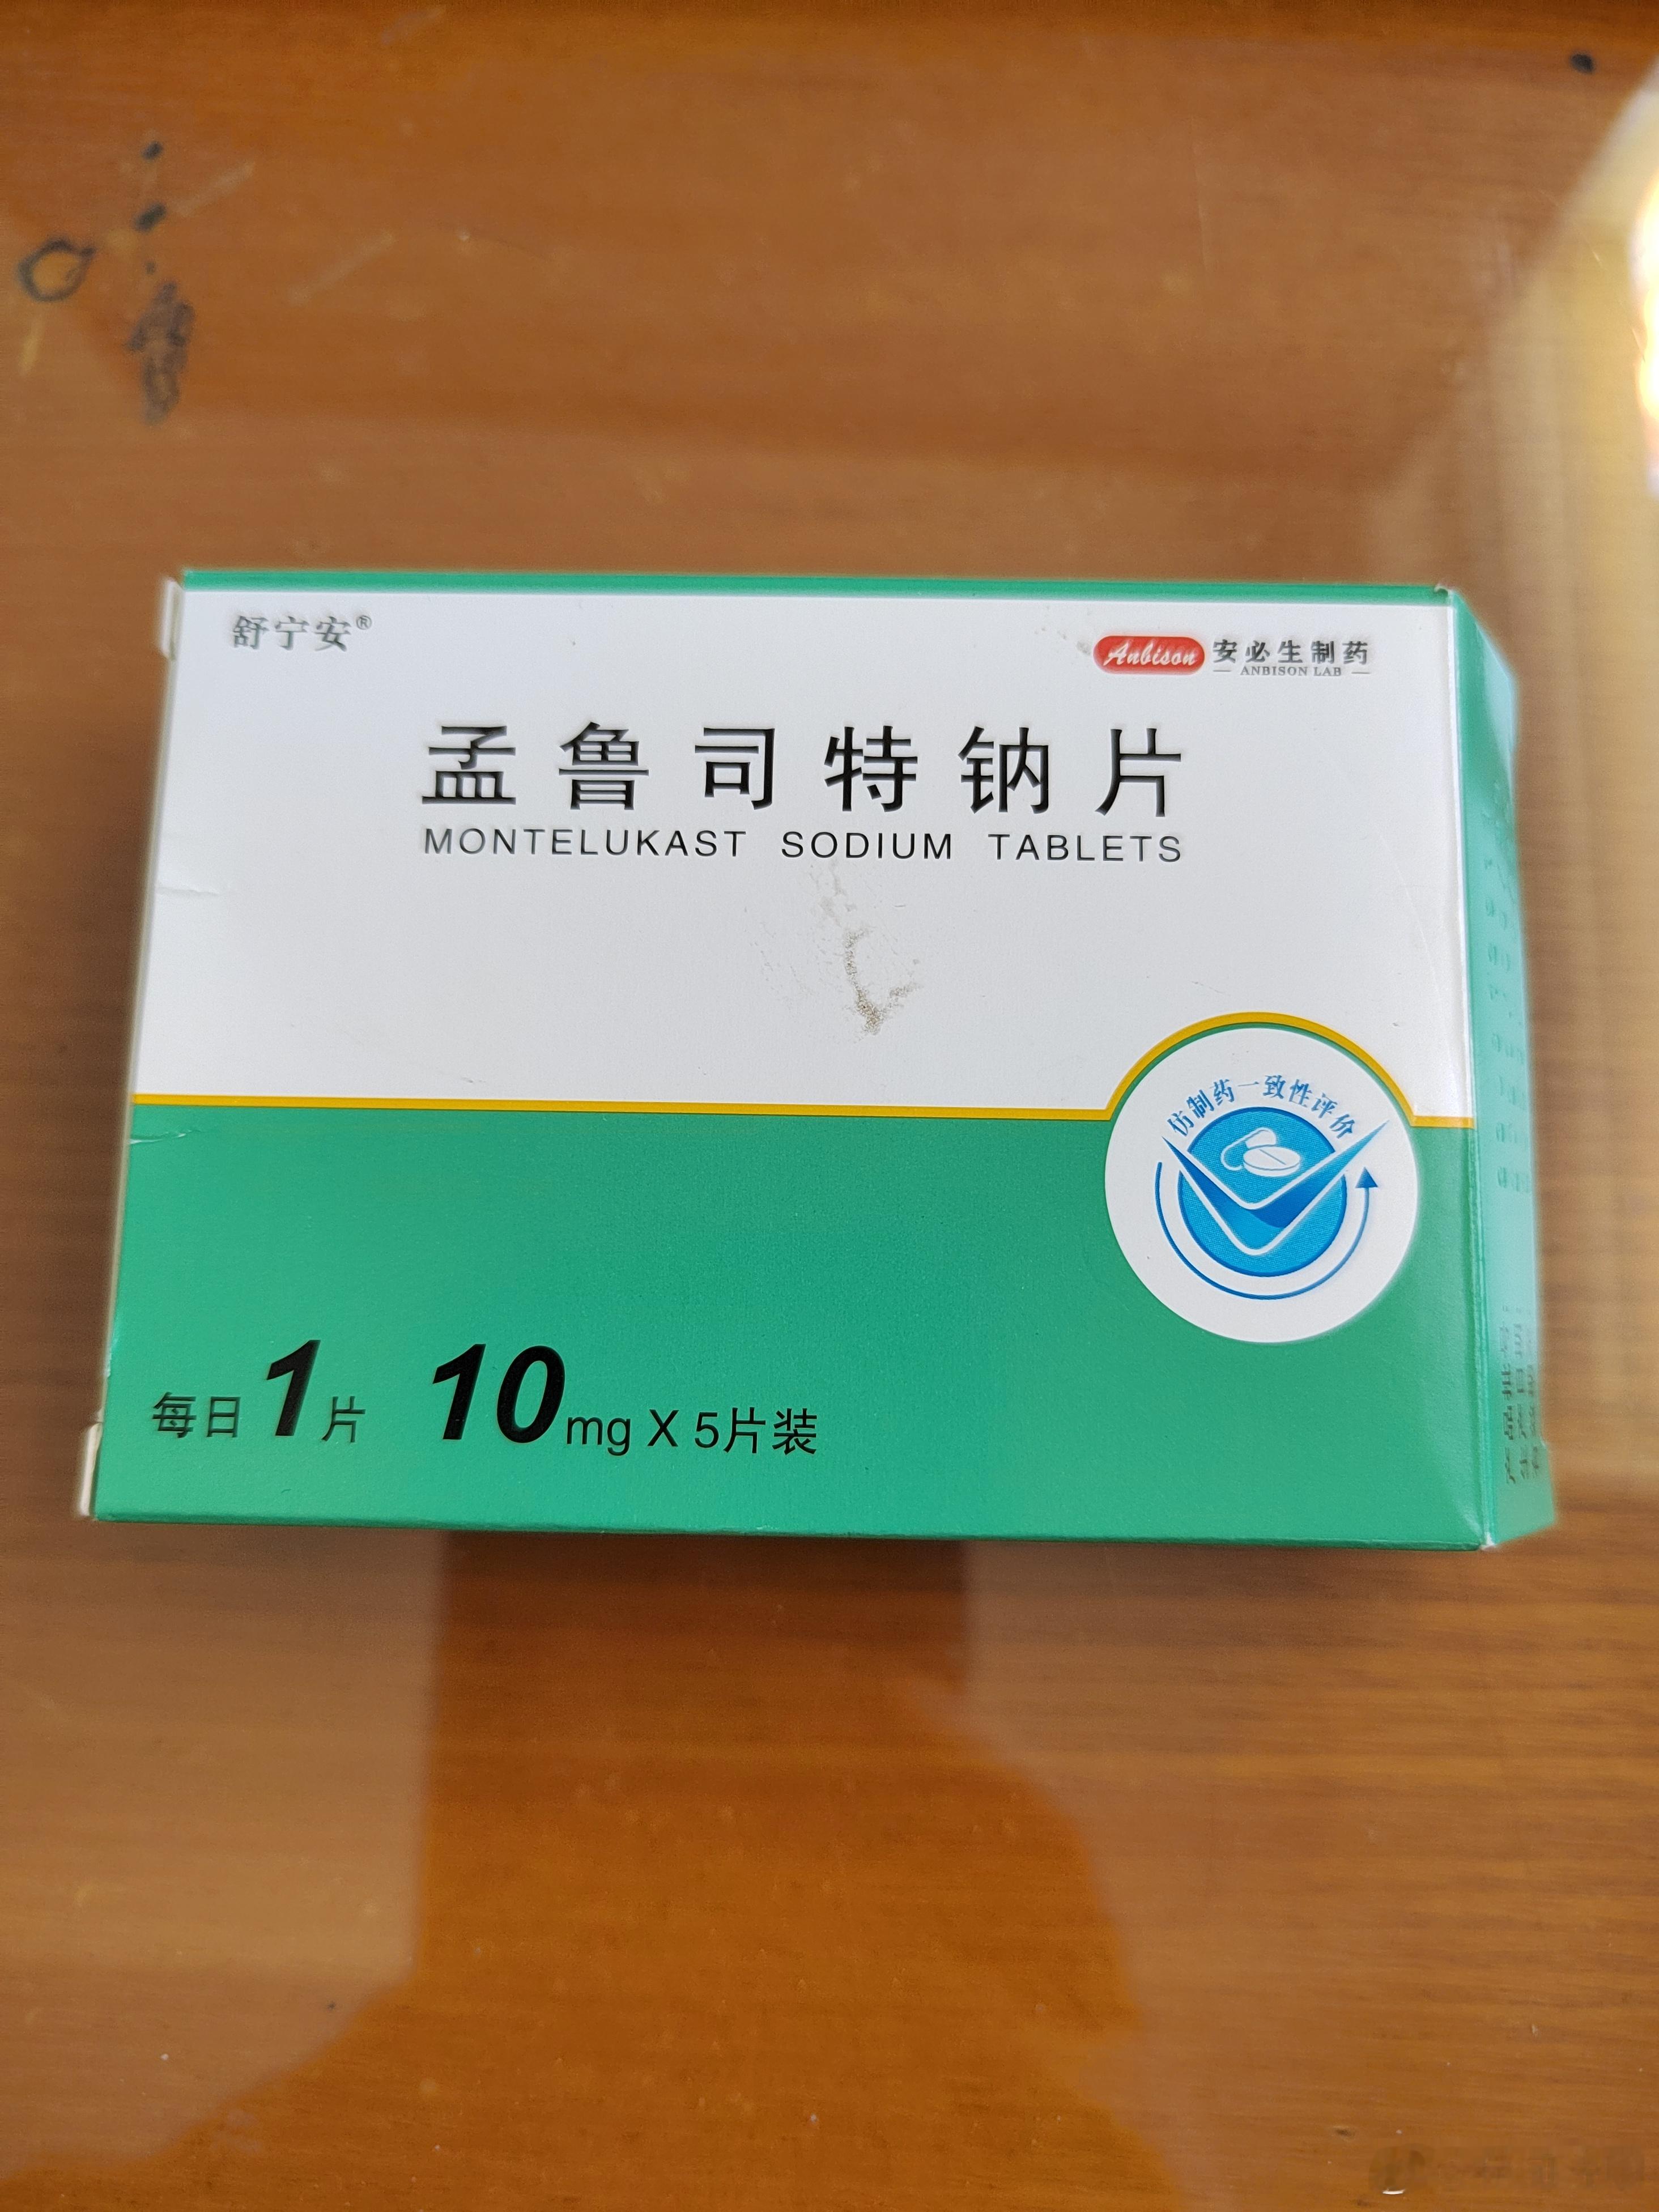 舒宁安®
Anbison 安必生制药
ANBISON LAB
孟鲁司特钠片
MONTELUKAST SODIUM TABLETS
仿制药一致性评价
每日1片 10mg X 5片装